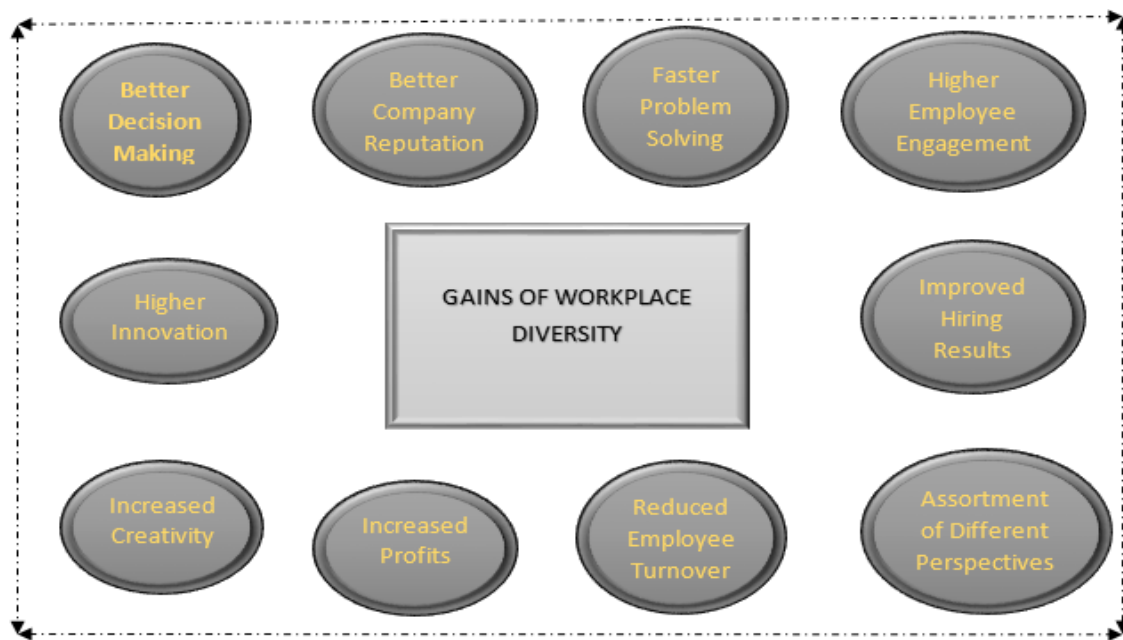 Better
Decision
Making
Better
Company
Reputation
Faster
Problem
Solving
Higher
Employee
Engagement
Higher
Innovation
GAINS OF WORKPLACE
DIVERSITY
Improved
Hiring
Results
Increased
Creativity
Increased
Profits
Reduced
Employee
Turnover
Assortment
of Different
Perspectives